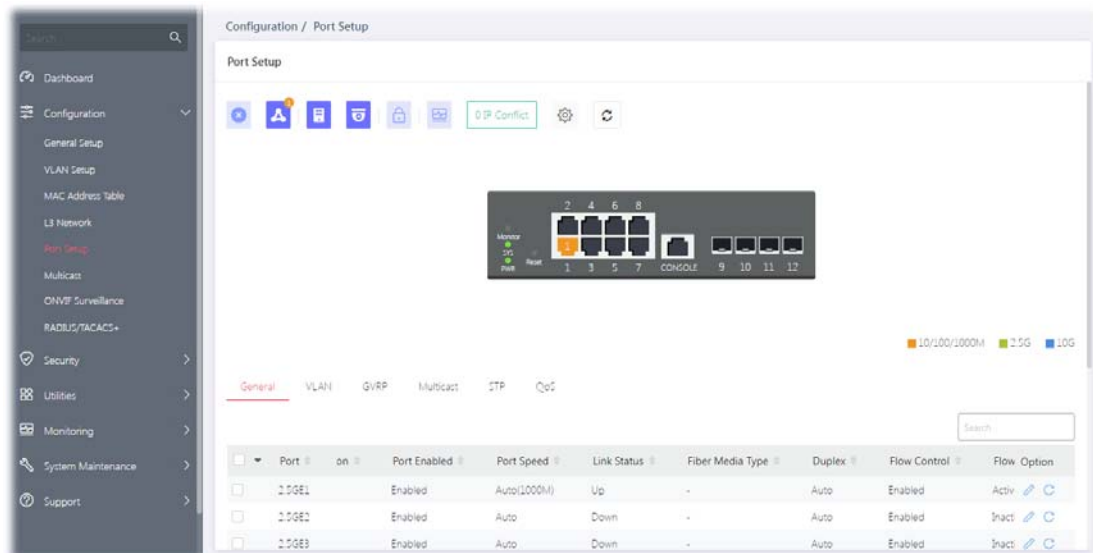 Configuration / Port Setup
Search
Dashboard
Configuration
General Setup
VLAN Setup
MAC Address Table
L3 Network
Port Setup
Multicast
ONVIF Surveillance
RADIUS/TACACS+
Security
Utilities
Monitoring
System Maintenance
Support
Port Setup
1
0 IP Conflict
2 4 6 8
Monitor
SYS
PWR
Reset
1
1 3 5 7 CONSOLE 9 10 11 12
10/100/1000M 2.5G 10G
General VLAN GVRP Multicast STP QoS
Search
Port on Port Enabled Port Speed Link Status Fiber Media Type Duplex Flow Control Flow Option
2.5GE1 Enabled Auto(1000M) Up - Auto Enabled Activ
2.5GE2 Enabled Auto Down - Auto Enabled Inacti
2.5GE3 Enabled Auto Down - Auto Enabled Inacti